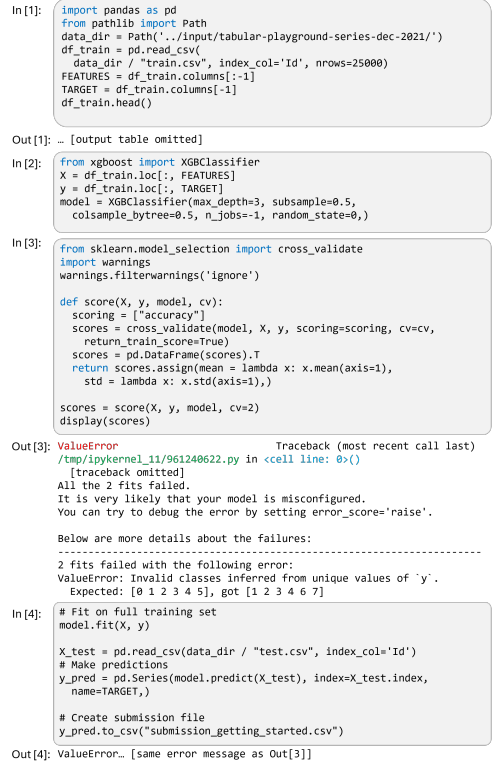 In [1]:
import pandas as pd
from pathlib import Path
data_dir = Path('../input/tabular-playground-series-dec-2021/')
df_train = pd.read_csv(
  data_dir / "train.csv", index_col='Id', nrows=25000)
FEATURES = df_train.columns[:-1]
TARGET = df_train.columns[-1]
df_train.head()
Out [1]: … [output table omitted]
In [2]:
from xgboost import XGBClassifier
X = df_train.loc[:, FEATURES]
y = df_train.loc[:, TARGET]
model = XGBClassifier(max_depth=3, subsample=0.5,
  colsample_bytree=0.5, n_jobs=-1, random_state=0,)
In [3]:
from sklearn.model_selection import cross_validate
import warnings
warnings.filterwarnings('ignore')
def score(X, y, model, cv):
  scoring = ["accuracy"]
  scores = cross_validate(model, X, y, scoring=scoring, cv=cv,
    return_train_score=True)
  scores = pd.DataFrame(scores).T
  return scores.assign(mean = lambda x: x.mean(axis=1),
    std = lambda x: x.std(axis=1),)
scores = score(X, y, model, cv=2)
display(scores)
Out [3]: ValueError Traceback (most recent call last)
/tmp/ipykernel_11/961240622.py in <cell line: 0>()
  [traceback omitted]
All the 2 fits failed.
It is very likely that your model is misconfigured.
You can try to debug the error by setting error_score='raise'.
Below are more details about the failures:
--------------------------------------------------------------------
2 fits failed with the following error:
ValueError: Invalid classes inferred from unique values of `y`.
  Expected: [0 1 2 3 4 5], got [1 2 3 4 6 7]
In [4]:
# Fit on full training set
model.fit(X, y)
X_test = pd.read_csv(data_dir / "test.csv", index_col='Id')
# Make predictions
y_pred = pd.Series(model.predict(X_test), index=X_test.index,
  name=TARGET,)
# Create submission file
y_pred.to_csv("submission_getting_started.csv")
Out [4]: ValueError… [same error message as Out[3]]